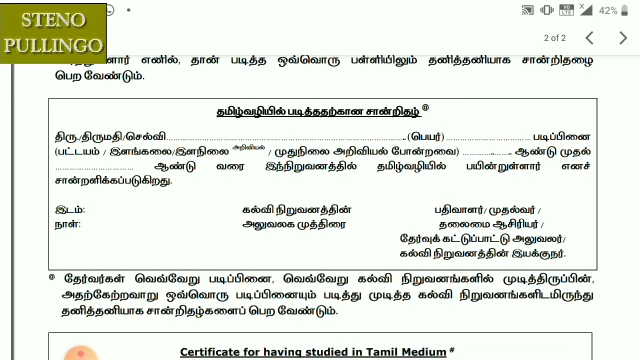 STENO
PULLINGO
42%
2 of 2
எனில், தான் படித்த ஒவ்வொரு பள்ளியிலும் தனித்தனியாக சான்றிதழை
பெற வேண்டும்.
தமிழ்வழியில் படித்ததற்கான சான்றிதழ் @
திரு./திருமதி/செல்வி.................................................................. (பெயர்)........................ படிப்பினை
(பட்டயம் / இளங்கலை/இளநிலை அறிவியல் / முதுநிலை அறிவியல் போன்றவை) ................ ஆண்டு முதல்
........................ ஆண்டு வரை இந்நிறுவனத்தில் தமிழ்வழியில் பயின்றுள்ளார் எனச்
சான்றளிக்கப்படுகிறது.
இடம்: கல்வி நிறுவனத்தின் பதிவாளர்/ முதல்வர் /
நாள்: அலுவலக முத்திரை தலைமை ஆசிரியர் /
தேர்வுக் கட்டுப்பாட்டு அலுவலர்/
கல்வி நிறுவனத்தின் இயக்குநர்.
@ தேர்வர்கள் வெவ்வேறு படிப்பினை, வெவ்வேறு கல்வி நிறுவனங்களில் முடித்திருப்பின்,
அதற்கேற்றவாறு ஒவ்வொரு படிப்பினையும் படித்து முடித்த கல்வி நிறுவனங்களிடமிருந்து
தனித்தனியாக சான்றிதழ்களைப் பெற வேண்டும்.
Certificate for having studied in Tamil Medium #